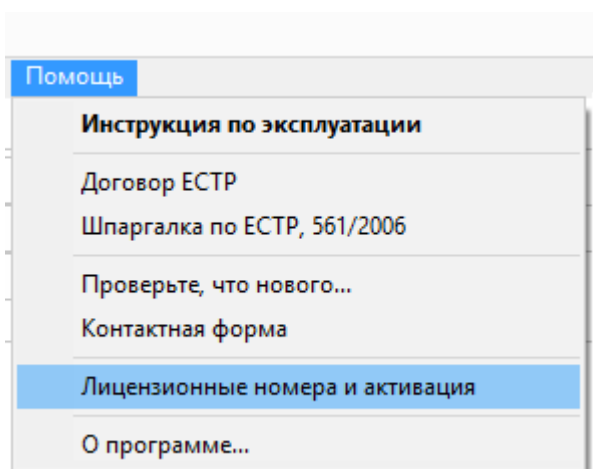 Помощь
Инструкция по эксплуатации
Договор ЕСТР
Шпаргалка по ЕСТР, 561/2006
Проверьте, что нового...
Контактная форма
Лицензионные номера и активация
О программе...